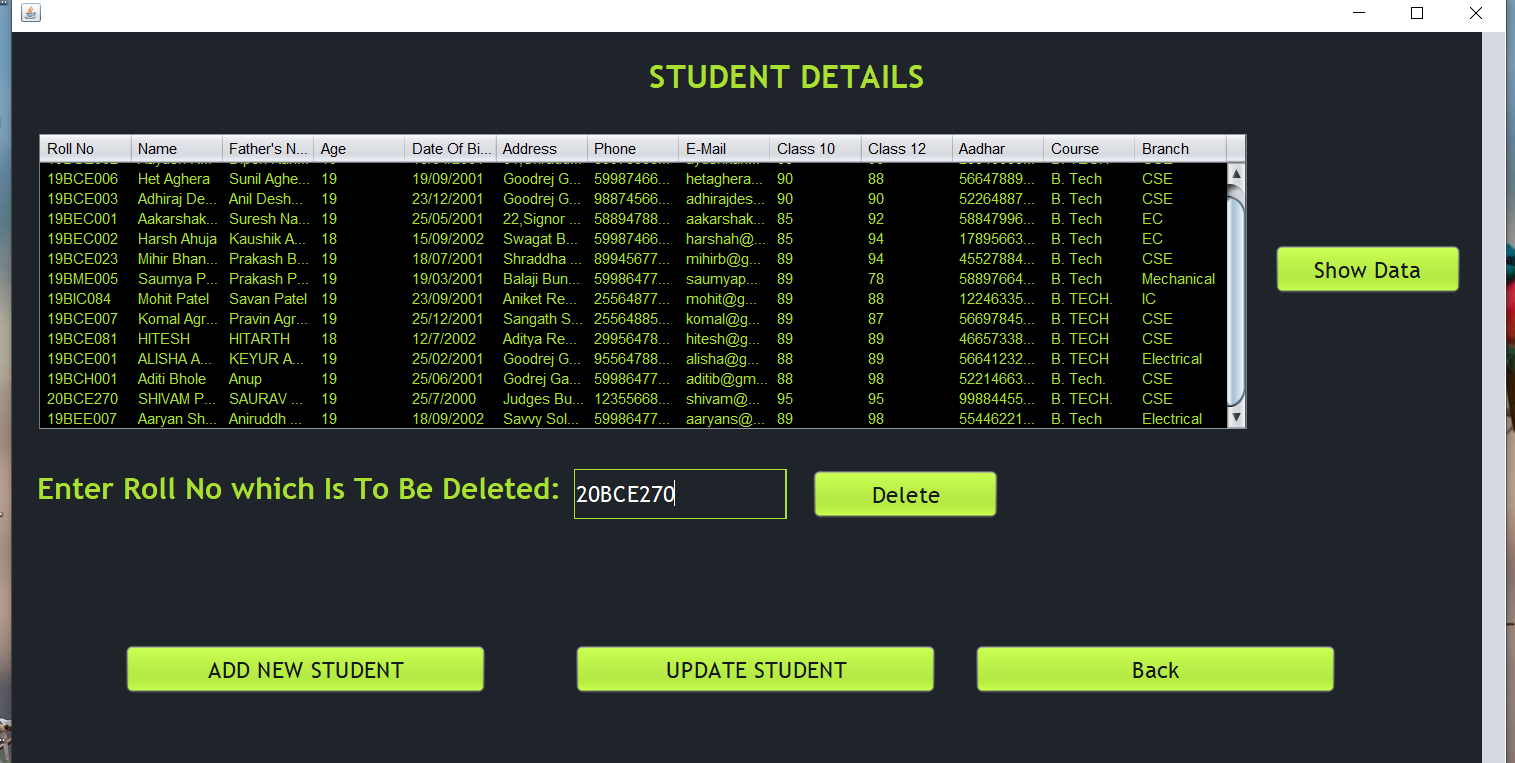 STUDENT DETAILS
Roll No Name Father's N... Age Date Of Bi... Address Phone E-Mail Class 10 Class 12 Aadhar Course Branch
19BCE006 Het Aghera Sunil Aghe... 19 19/09/2001 Goodrej G... 59987466... hetaghera... 90 88 56647889... B. Tech CSE
19BCE003 Adhiraj De... Anil Desh... 19 23/12/2001 Goodrej G... 98874566... adhirajdes... 90 90 52264887... B. Tech CSE
19BEC001 Aakarshak... Suresh Na... 19 25/05/2001 22,Signor ... 58894788... aakarshak... 85 92 58847996... B. Tech EC
19BEC002 Harsh Ahuja Kaushik A... 18 15/09/2002 Swagat B... 59987466... harshah@... 85 94 17895663... B. Tech EC
19BCE023 Mihir Bhan... Prakash B... 19 18/07/2001 Shraddha ... 89945677... mihirb@g... 89 94 45527884... B. Tech CSE
19BME005 Saumya P... Prakash P... 19 19/03/2001 Balaji Bun... 59986477... saumyap... 89 78 58897664... B. Tech Mechanical
19BIC084 Mohit Patel Savan Patel 19 23/09/2001 Aniket Re... 25564877... mohit@g... 89 88 12246335... B. TECH. IC
19BCE007 Komal Agr... Pravin Agr... 19 25/12/2001 Sangath S... 25564885... komal@g... 89 87 56697845... B. TECH CSE
19BCE081 HITESH HITARTH 18 12/7/2002 Aditya Re... 29956478... hitesh@g... 89 89 46657338... B. TECH CSE
19BCE001 ALISHA A... KEYUR A... 19 25/02/2001 Goodrej G... 95564788... alisha@g... 88 89 56641232... B. TECH Electrical
19BCH001 Aditi Bhole Anup 19 25/06/2001 Godrej Ga... 59986477... aditib@gm... 88 98 52214663... B. Tech. CSE
20BCE270 SHIVAM P... SAURAV ... 19 25/7/2000 Judges Bu... 12355668... shivam@... 95 95 99884455... B. TECH. CSE
19BEE007 Aaryan Sh... Aniruddh ... 19 18/09/2002 Savvy Sol... 59986477... aaryans@... 89 98 55446221... B. Tech Electrical
Show Data
Enter Roll No which Is To Be Deleted: 20BCE270 Delete
ADD NEW STUDENT UPDATE STUDENT Back